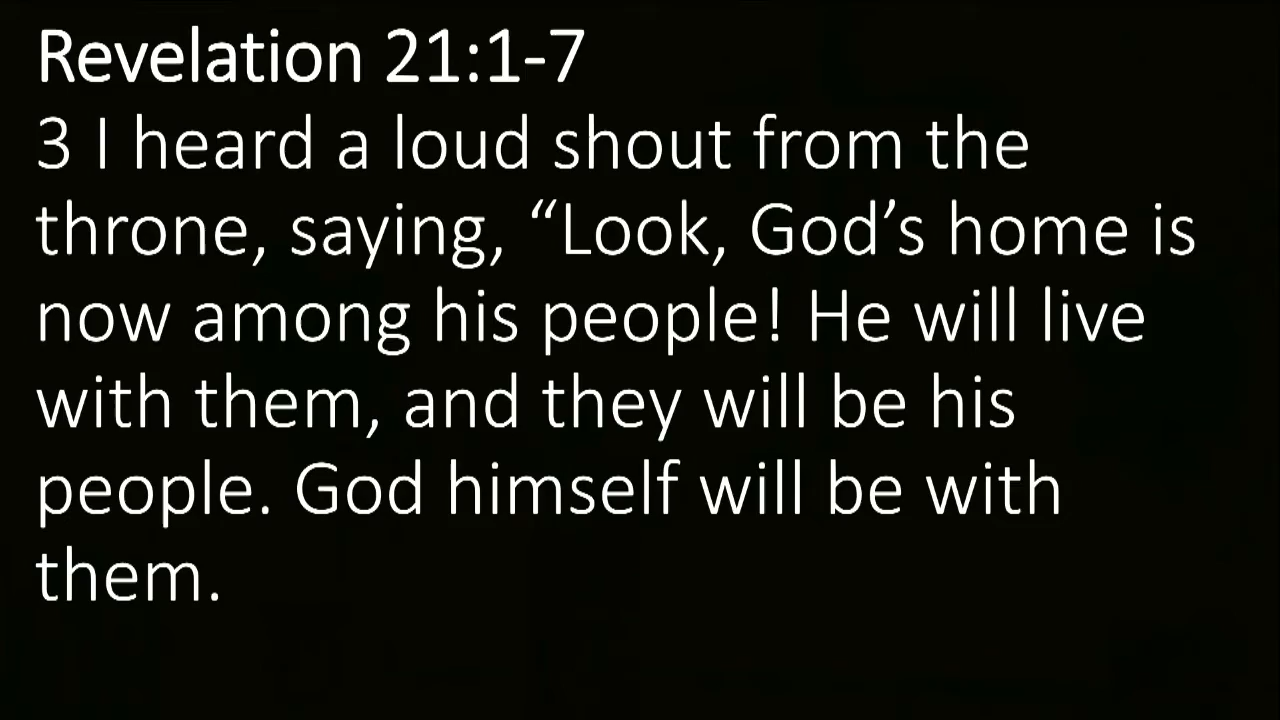 Revelation 21:1-7
3 I heard a loud shout from the
throne, saying, “Look, God’s home is
now among his people! He will live
with them, and they will be his
people. God himself will be with
them.